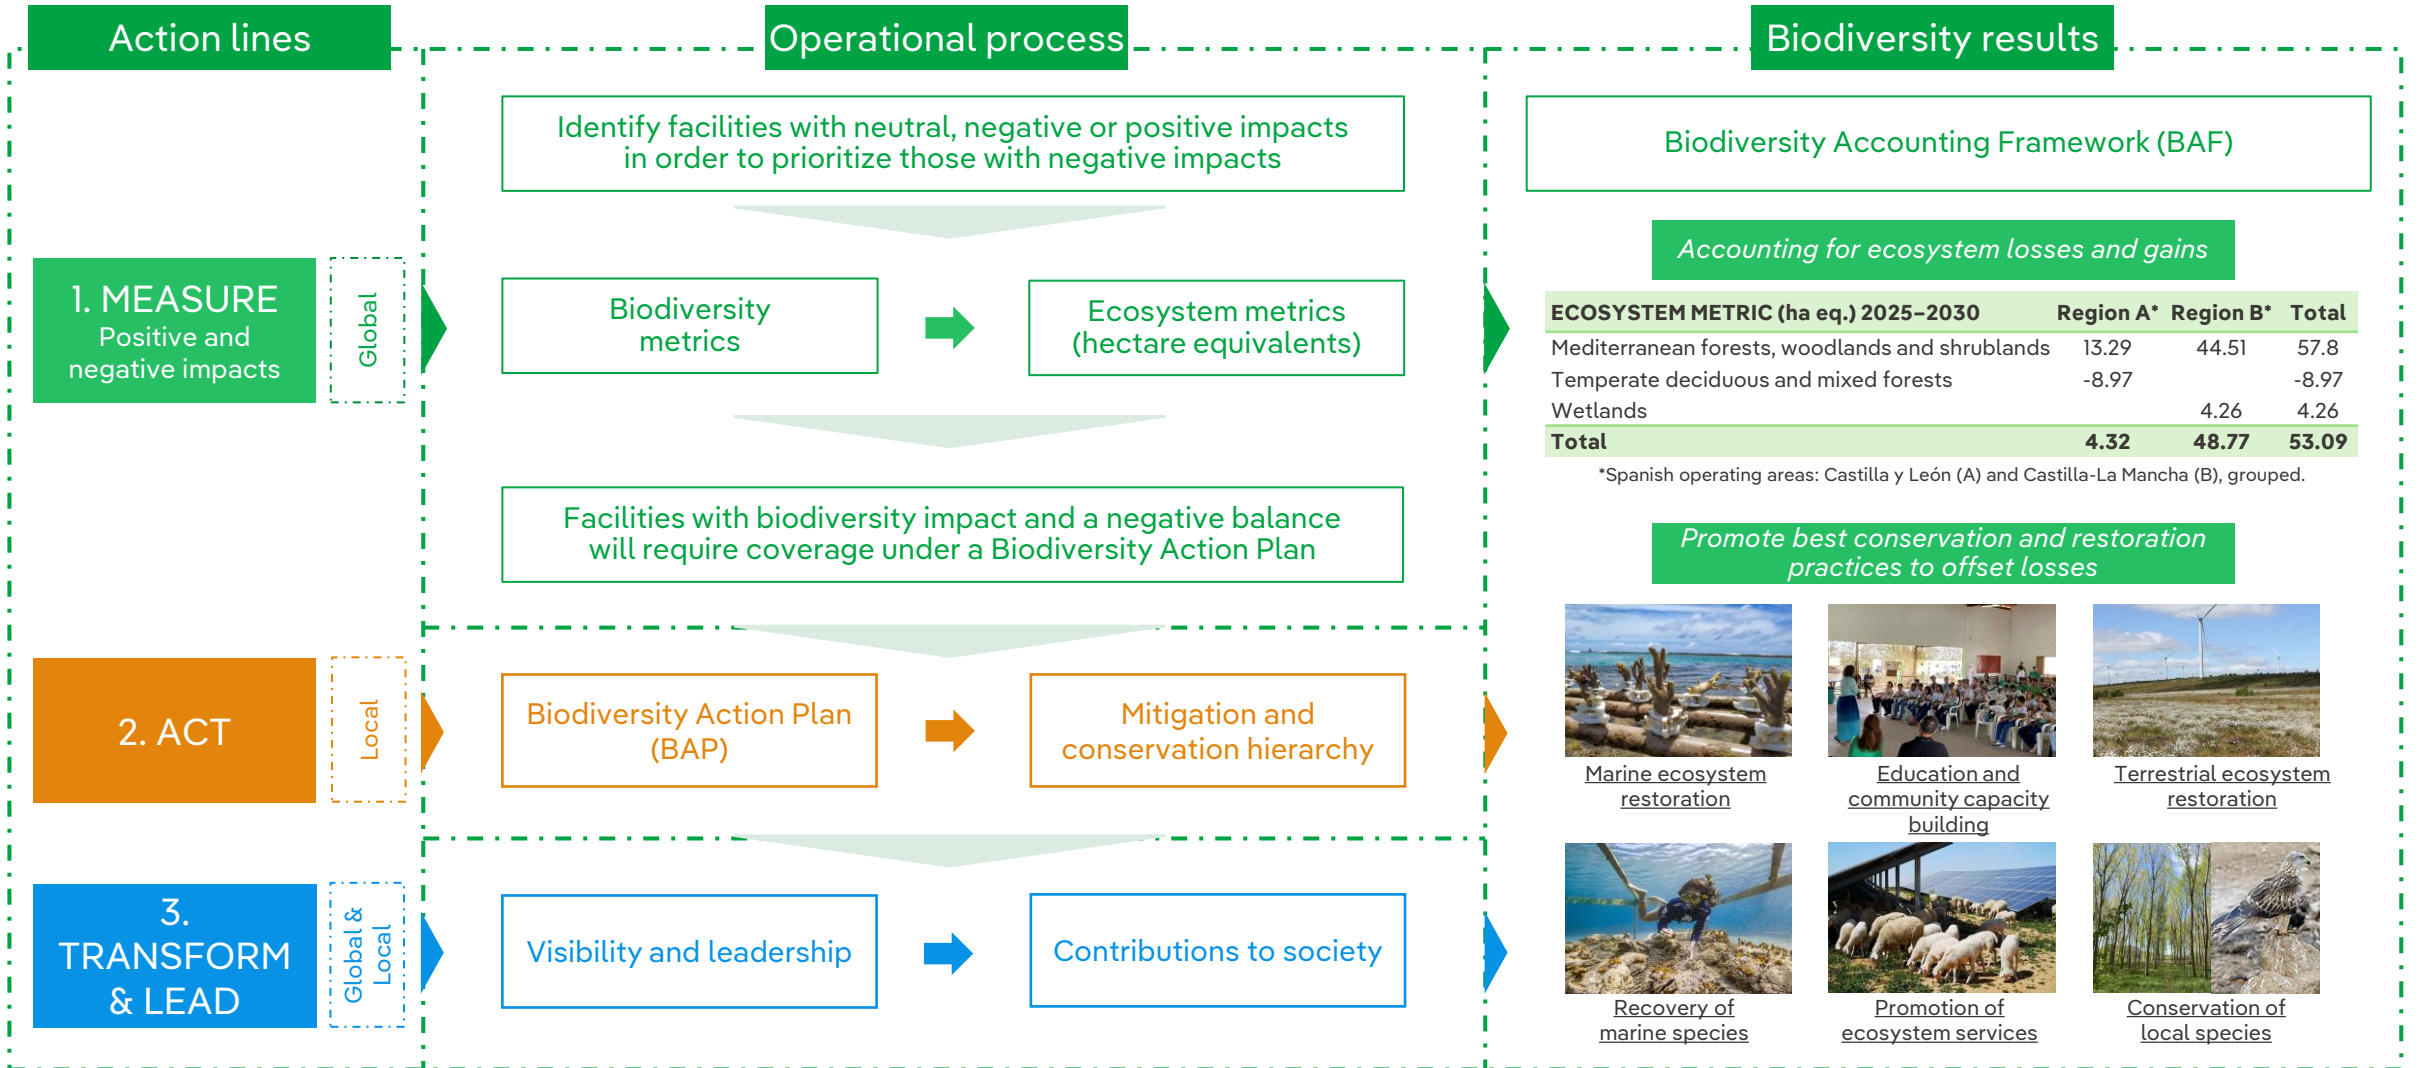 Action lines
Operational process
Biodiversity results
1. MEASURE
Positive and
negative impacts
Global
Identify facilities with neutral, negative or positive impacts
in order to prioritize those with negative impacts
Biodiversity
metrics
Ecosystem metrics
(hectare equivalents)
Facilities with biodiversity impact and a negative balance
will require coverage under a Biodiversity Action Plan
2. ACT
Local
Biodiversity Action Plan
(BAP)
Mitigation and
conservation hierarchy
3.
TRANSFORM
& LEAD
Global &
Local
Visibility and leadership
Contributions to society
Biodiversity Accounting Framework (BAF)
Accounting for ecosystem losses and gains
ECOSYSTEM METRIC (ha eq.) 2025–2030 Region A* Region B* Total
Mediterranean forests, woodlands and shrublands 13.29 44.51 57.8
Temperate deciduous and mixed forests -8.97 -8.97
Wetlands 4.26 4.26
Total 4.32 48.77 53.09
*Spanish operating areas: Castilla y León (A) and Castilla-La Mancha (B), grouped.
Promote best conservation and restoration
practices to offset losses
Marine ecosystem
restoration
Education and
community capacity
building
Terrestrial ecosystem
restoration
Recovery of
marine species
Promotion of
ecosystem services
Conservation of
local species